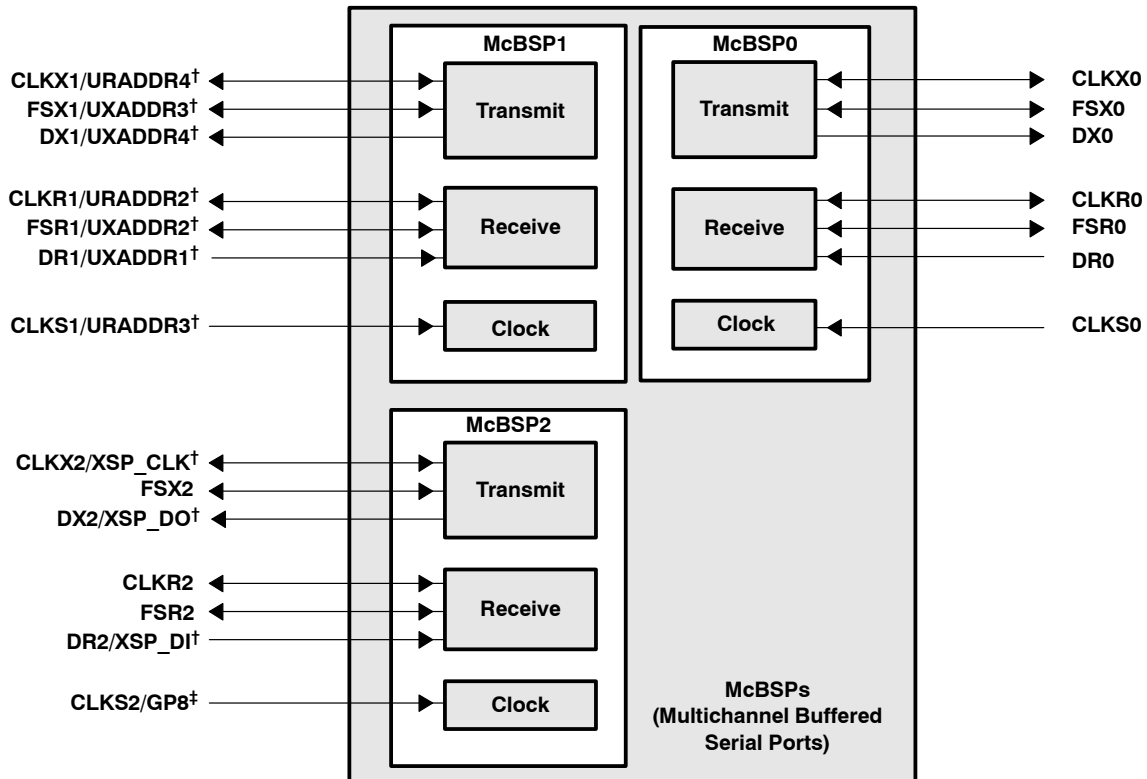 McBSP1
CLKX1/URADDR4†
FSX1/UXADDR3†
DX1/UXADDR4†
Transmit
CLKR1/URADDR2†
FSR1/UXADDR2†
DR1/UXADDR1†
Receive
CLKS1/URADDR3†
Clock
McBSP0
Transmit
CLKX0
FSX0
DX0
Receive
CLKR0
FSR0
DR0
Clock
CLKS0
McBSP2
CLKX2/XSP_CLK†
FSX2
DX2/XSP_DO†
Transmit
CLKR2
FSR2
DR2/XSP_DI†
Receive
CLKS2/GP8‡
Clock
McBSPs
(Multichannel Buffered
Serial Ports)